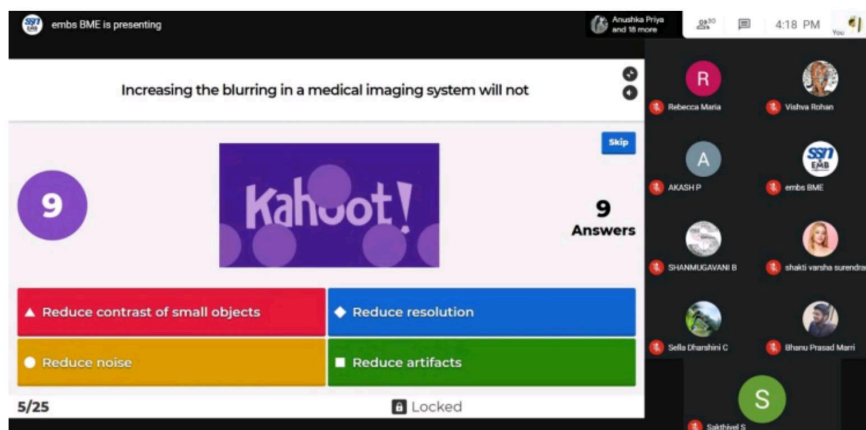 SSN
EMB
embs BME is presenting
Anushka Priya
and 18 more
20
4:18 PM
You
Increasing the blurring in a medical imaging system will not
Skip
9
Kahoot!
9
Answers
Reduce contrast of small objects
Reduce resolution
Reduce noise
Reduce artifacts
5/25
Locked
R
Rebecca Maria
Vishva Rohan
A
AKASH P
SSN
EMB
embs BME
SHANMUGAVANI B
shakti varsha surendra
Sella Dharshini C
Bhanu Prasad Marri
S
Sakthivel S